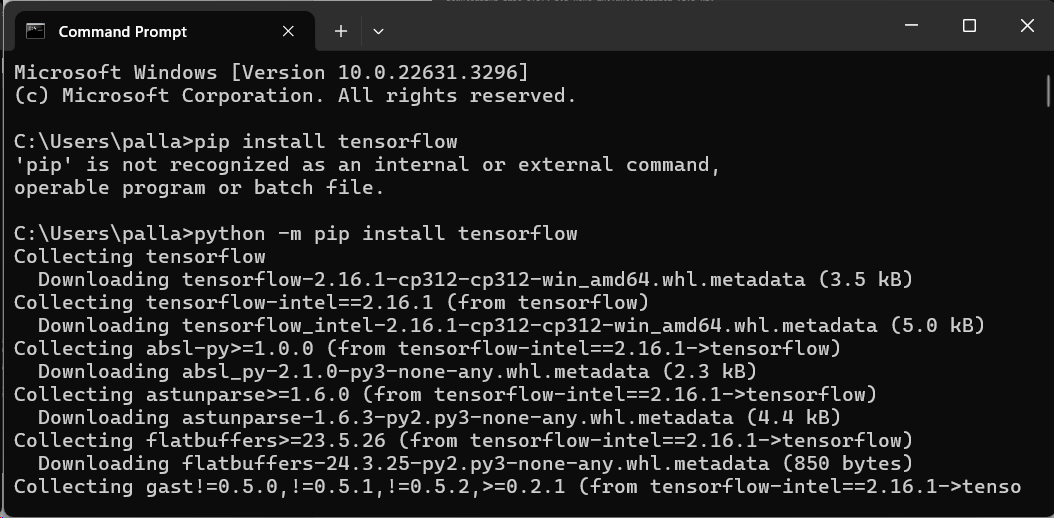 Command Prompt
Microsoft Windows [Version 10.0.22631.3296]
(c) Microsoft Corporation. All rights reserved.
C:\Users\palla>pip install tensorflow
'pip' is not recognized as an internal or external command,
operable program or batch file.
C:\Users\palla>python -m pip install tensorflow
Collecting tensorflow
  Downloading tensorflow-2.16.1-cp312-cp312-win_amd64.whl.metadata (3.5 kB)
Collecting tensorflow-intel==2.16.1 (from tensorflow)
  Downloading tensorflow_intel-2.16.1-cp312-cp312-win_amd64.whl.metadata (5.0 kB)
Collecting absl-py>=1.0.0 (from tensorflow-intel==2.16.1->tensorflow)
  Downloading absl_py-2.1.0-py3-none-any.whl.metadata (2.3 kB)
Collecting astunparse>=1.6.0 (from tensorflow-intel==2.16.1->tensorflow)
  Downloading astunparse-1.6.3-py2.py3-none-any.whl.metadata (4.4 kB)
Collecting flatbuffers>=23.5.26 (from tensorflow-intel==2.16.1->tensorflow)
  Downloading flatbuffers-24.3.25-py2.py3-none-any.whl.metadata (850 bytes)
Collecting gast!=0.5.0,!=0.5.1,!=0.5.2,>=0.2.1 (from tensorflow-intel==2.16.1->tenso